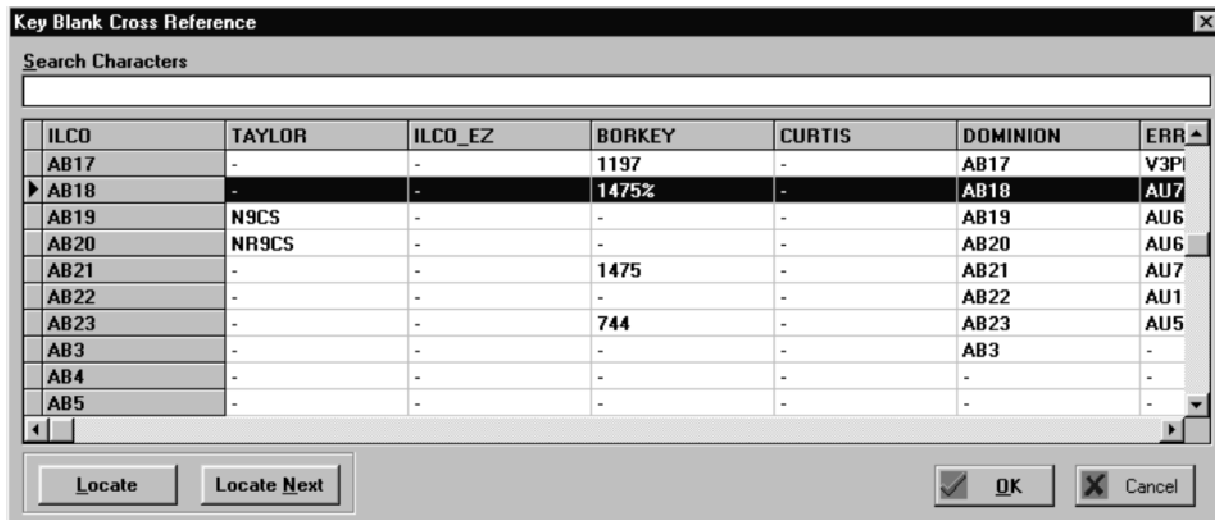 Key Blank Cross Reference
Search Characters
ILCO TAYLOR ILCO_EZ BORKEY CURTIS DOMINION ERR
AB17 - - 1197 - AB17 V3P
AB18 - - 1475% - AB18 AU7
AB19 N9CS - - - AB19 AU6
AB20 NR9CS - - - AB20 AU6
AB21 - - 1475 - AB21 AU7
AB22 - - - - AB22 AU1
AB23 - - 744 - AB23 AU5
AB3 - - - - AB3 -
AB4 - - - - - -
AB5 - - - - - -
Locate Locate Next OK Cancel